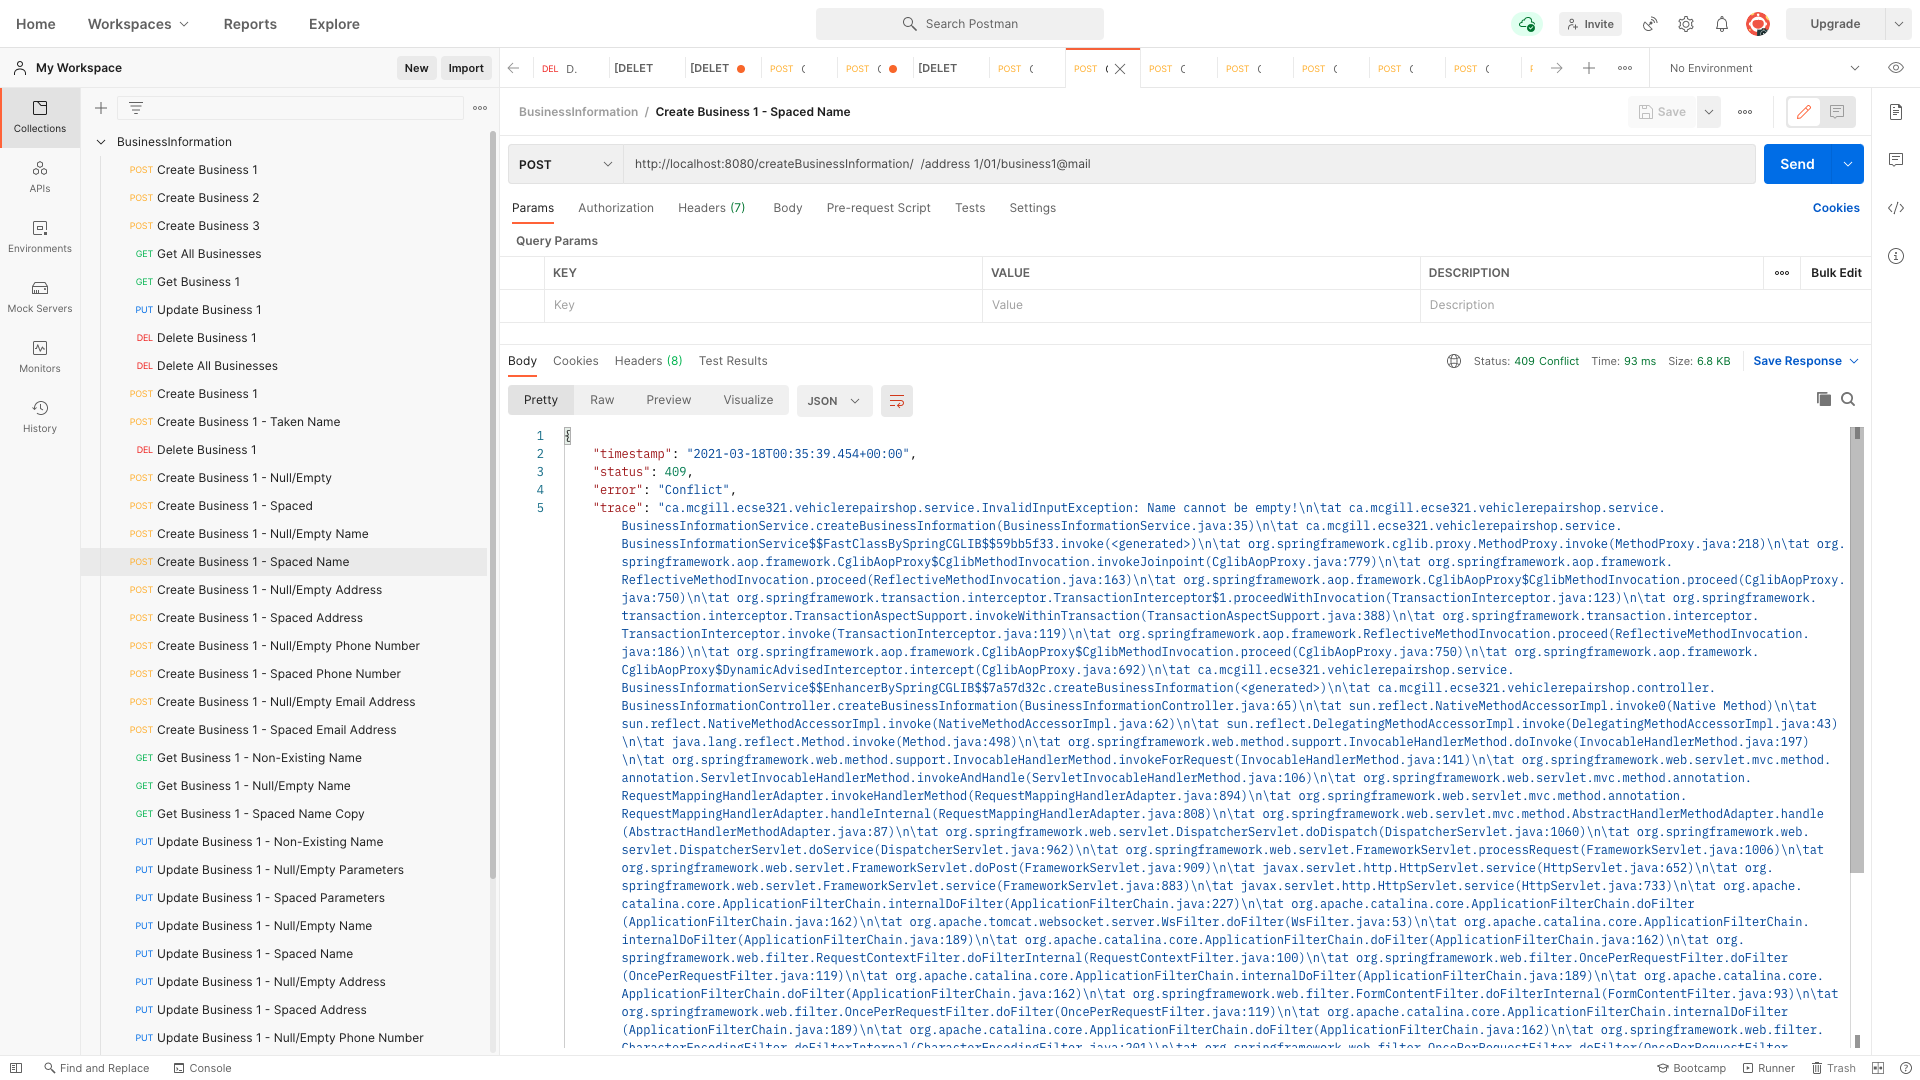 Home
Workspaces
Reports
Explore
Search Postman
Invite
Upgrade
My Workspace
New
Import
DEL D.
[DELET
[DELET
POST (
POST (
[DELET
POST (
POST (
POST (
POST (
POST (
POST (
POST (
No Environment
Collections
APIs
Environments
Mock Servers
Monitors
History
BusinessInformation
POST Create Business 1
POST Create Business 2
POST Create Business 3
GET Get All Businesses
GET Get Business 1
PUT Update Business 1
DEL Delete Business 1
DEL Delete All Businesses
POST Create Business 1
POST Create Business 1 - Taken Name
DEL Delete Business 1
POST Create Business 1 - Null/Empty
POST Create Business 1 - Spaced
POST Create Business 1 - Null/Empty Name
POST Create Business 1 - Spaced Name
POST Create Business 1 - Null/Empty Address
POST Create Business 1 - Spaced Address
POST Create Business 1 - Null/Empty Phone Number
POST Create Business 1 - Spaced Phone Number
POST Create Business 1 - Null/Empty Email Address
POST Create Business 1 - Spaced Email Address
GET Get Business 1 - Non-Existing Name
GET Get Business 1 - Null/Empty Name
GET Get Business 1 - Spaced Name Copy
PUT Update Business 1 - Non-Existing Name
PUT Update Business 1 - Null/Empty Parameters
PUT Update Business 1 - Spaced Parameters
PUT Update Business 1 - Null/Empty Name
PUT Update Business 1 - Spaced Name
PUT Update Business 1 - Null/Empty Address
PUT Update Business 1 - Spaced Address
PUT Update Business 1 - Null/Empty Phone Number
BusinessInformation / Create Business 1 - Spaced Name
Save
POST
http://localhost:8080/createBusinessInformation/  /address 1/01/business1@mail
Send
Params
Authorization
Headers (7)
Body
Pre-request Script
Tests
Settings
Cookies
Query Params
KEY
VALUE
DESCRIPTION
Bulk Edit
Key
Value
Description
Body
Cookies
Headers (8)
Test Results
Status: 409 Conflict
Time: 93 ms
Size: 6.8 KB
Save Response
Pretty
Raw
Preview
Visualize
JSON
1 {
2 "timestamp": "2021-03-18T00:35:39.454+00:00",
3 "status": 409,
4 "error": "Conflict",
5 "trace": "ca.mcgill.ecse321.vehiclerepairshop.service.InvalidInputException: Name cannot be empty!\n\tat ca.mcgill.ecse321.vehiclerepairshop.service.
BusinessInformationService.createBusinessInformation(BusinessInformationService.java:35)\n\tat ca.mcgill.ecse321.vehiclerepairshop.service.
BusinessInformationService$$FastClassBySpringCGLIB$$59bb5f33.invoke(<generated>)\n\tat org.springframework.cglib.proxy.MethodProxy.invoke(MethodProxy.java:218)\n\tat org.
springframework.aop.framework.CglibAopProxy$CglibMethodInvocation.invokeJoinpoint(CglibAopProxy.java:779)\n\tat org.springframework.aop.framework.
ReflectiveMethodInvocation.proceed(ReflectiveMethodInvocation.java:163)\n\tat org.springframework.aop.framework.CglibAopProxy$CglibMethodInvocation.proceed(CglibAopProxy.
java:750)\n\tat org.springframework.transaction.interceptor.TransactionInterceptor$1.proceedWithInvocation(TransactionInterceptor.java:123)\n\tat org.springframework.
transaction.interceptor.TransactionAspectSupport.invokeWithinTransaction(TransactionAspectSupport.java:388)\n\tat org.springframework.transaction.interceptor.
TransactionInterceptor.invoke(TransactionInterceptor.java:119)\n\tat org.springframework.aop.framework.ReflectiveMethodInvocation.proceed(ReflectiveMethodInvocation.
java:186)\n\tat org.springframework.aop.framework.CglibAopProxy$CglibMethodInvocation.proceed(CglibAopProxy.java:750)\n\tat org.springframework.aop.framework.
CglibAopProxy$DynamicAdvisedInterceptor.intercept(CglibAopProxy.java:692)\n\tat ca.mcgill.ecse321.vehiclerepairshop.service.
BusinessInformationService$$EnhancerBySpringCGLIB$$7a57d32c.createBusinessInformation(<generated>)\n\tat ca.mcgill.ecse321.vehiclerepairshop.controller.
BusinessInformationController.createBusinessInformation(BusinessInformationController.java:65)\n\tat sun.reflect.NativeMethodAccessorImpl.invoke0(Native Method)\n\tat
sun.reflect.NativeMethodAccessorImpl.invoke(NativeMethodAccessorImpl.java:62)\n\tat sun.reflect.DelegatingMethodAccessorImpl.invoke(DelegatingMethodAccessorImpl.java:43)
\n\tat java.lang.reflect.Method.invoke(Method.java:498)\n\tat org.springframework.web.method.support.InvocableHandlerMethod.doInvoke(InvocableHandlerMethod.java:197)
\n\tat org.springframework.web.method.support.InvocableHandlerMethod.invokeForRequest(InvocableHandlerMethod.java:141)\n\tat org.springframework.web.servlet.mvc.method.
annotation.ServletInvocableHandlerMethod.invokeAndHandle(ServletInvocableHandlerMethod.java:106)\n\tat org.springframework.web.servlet.mvc.method.annotation.
RequestMappingHandlerAdapter.invokeHandlerMethod(RequestMappingHandlerAdapter.java:894)\n\tat org.springframework.web.servlet.mvc.method.annotation.
RequestMappingHandlerAdapter.handleInternal(RequestMappingHandlerAdapter.java:808)\n\tat org.springframework.web.servlet.mvc.method.AbstractHandlerMethodAdapter.handle
(AbstractHandlerMethodAdapter.java:87)\n\tat org.springframework.web.servlet.DispatcherServlet.doDispatch(DispatcherServlet.java:1060)\n\tat org.springframework.web.
servlet.DispatcherServlet.doService(DispatcherServlet.java:962)\n\tat org.springframework.web.servlet.FrameworkServlet.processRequest(FrameworkServlet.java:1006)\n\tat
org.springframework.web.servlet.FrameworkServlet.doPost(FrameworkServlet.java:909)\n\tat javax.servlet.http.HttpServlet.service(HttpServlet.java:652)\n\tat org.
springframework.web.servlet.FrameworkServlet.service(FrameworkServlet.java:883)\n\tat javax.servlet.http.HttpServlet.service(HttpServlet.java:733)\n\tat org.apache.
catalina.core.ApplicationFilterChain.internalDoFilter(ApplicationFilterChain.java:227)\n\tat org.apache.catalina.core.ApplicationFilterChain.doFilter
(ApplicationFilterChain.java:162)\n\tat org.apache.tomcat.websocket.server.WsFilter.doFilter(WsFilter.java:53)\n\tat org.apache.catalina.core.ApplicationFilterChain.
internalDoFilter(ApplicationFilterChain.java:189)\n\tat org.apache.catalina.core.ApplicationFilterChain.doFilter(ApplicationFilterChain.java:162)\n\tat org.
springframework.web.filter.RequestContextFilter.doFilterInternal(RequestContextFilter.java:100)\n\tat org.springframework.web.filter.OncePerRequestFilter.doFilter
(OncePerRequestFilter.java:119)\n\tat org.apache.catalina.core.ApplicationFilterChain.internalDoFilter(ApplicationFilterChain.java:189)\n\tat org.apache.catalina.core.
ApplicationFilterChain.doFilter(ApplicationFilterChain.java:162)\n\tat org.springframework.web.filter.FormContentFilter.doFilterInternal(FormContentFilter.java:93)\n\tat
org.springframework.web.filter.OncePerRequestFilter.doFilter(OncePerRequestFilter.java:119)\n\tat org.apache.catalina.core.ApplicationFilterChain.internalDoFilter
(ApplicationFilterChain.java:189)\n\tat org.apache.catalina.core.ApplicationFilterChain.doFilter(ApplicationFilterChain.java:162)\n\tat org.springframework.web.filter.
CharacterEncodingFilter.doFilterInternal(CharacterEncodingFilter.java:201)\n\tat org.springframework.web.filter.OncePerRequestFilter.doFilter(OncePerRequestFilter.
Find and Replace
Console
Bootcamp
Runner
Trash